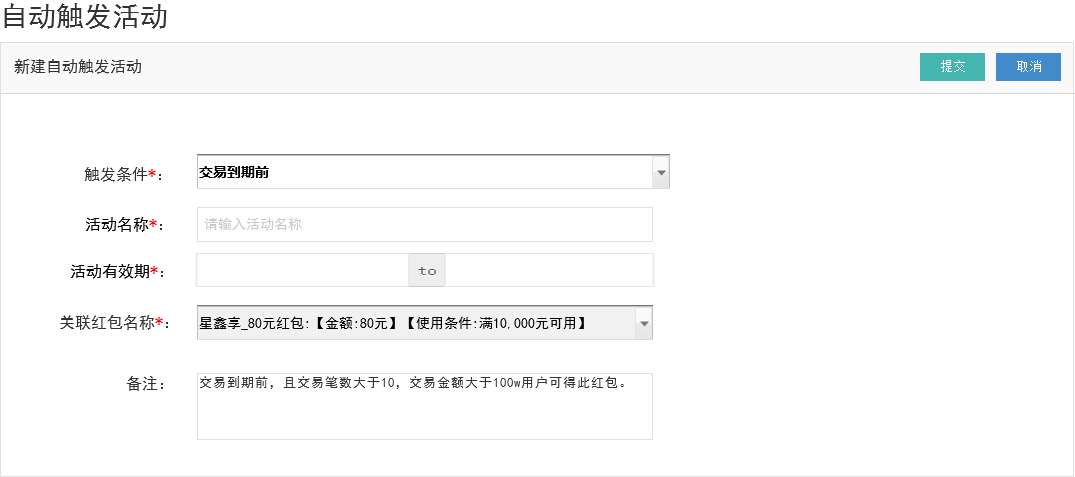 自动触发活动
新建自动触发活动 提交 取消
触发条件*： 交易到期前
活动名称*： 请输入活动名称
活动有效期*： to
关联红包名称*： 星鑫享_80元红包:【金额:80元】【使用条件:满10,000元可用】
备注： 交易到期前，且交易笔数大于10，交易金额大于100w用户可得此红包。